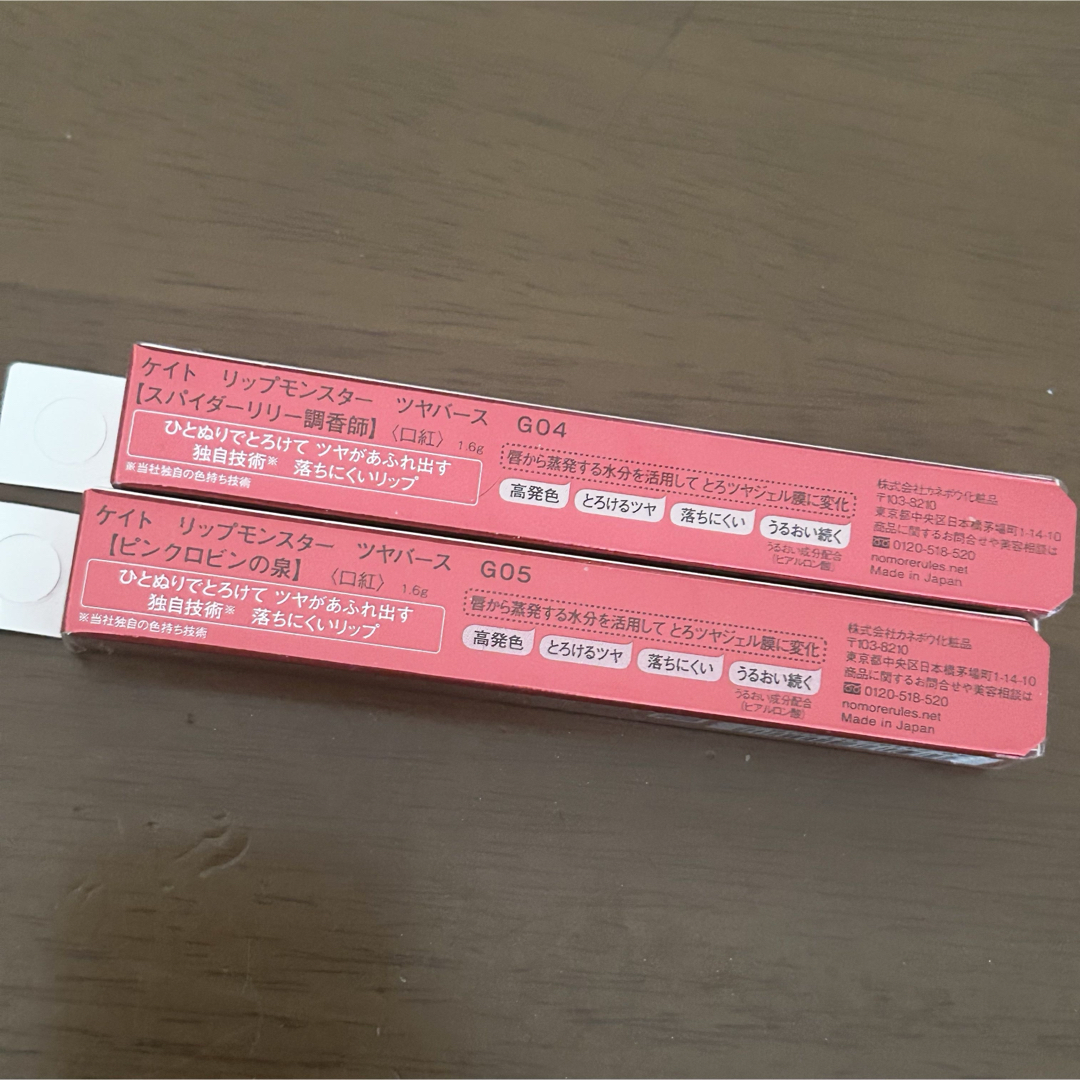 ケイト リップモンスター ツヤバース G04
【スパイダーリリー調香師】〈口紅〉 1.6g
ひとぬりでとろけて ツヤがあふれ出す
独自技術※ 落ちにくいリップ
※当社独自の色持ち技術
唇から蒸発する水分を活用して とろツヤジェル膜に変化
高発色 とろけるツヤ 落ちにくい うるおい続く
うるおい成分配合
(ヒアルロン酸)
株式会社カネボウ化粧品
〒103-8210
東京都中央区日本橋茅場町1-14-10
商品に関するお問合せや美容相談は
0120-518-520
nomorerules.net
Made in Japan
ケイト リップモンスター ツヤバース G05
【ピンクロビンの泉】 〈口紅〉 1.6g
ひとぬりでとろけて ツヤがあふれ出す
独自技術※ 落ちにくいリップ
※当社独自の色持ち技術
唇から蒸発する水分を活用して とろツヤジェル膜に変化
高発色 とろけるツヤ 落ちにくい うるおい続く
うるおい成分配合
(ヒアルロン酸)
株式会社カネボウ化粧品
〒103-8210
東京都中央区日本橋茅場町1-14-10
商品に関するお問合せや美容相談は
0120-518-520
nomorerules.net
Made in Japan